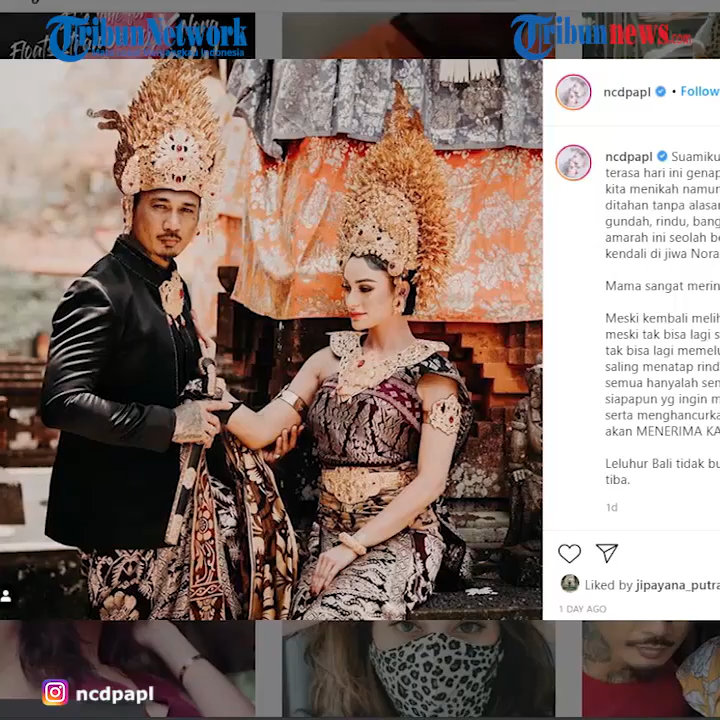 TribunNetwork
Tribunnews.com
ncdpapl • Follow
ncdpapl Suamiku
terasa hari ini genap
kita menikah namun
ditahan tanpa alasan
gundah, rindu, bang
amarah ini seolah be
kendali di jiwa Nora
Mama sangat merin
Meski kembali melih
meski tak bisa lagi s
tak bisa lagi memelu
saling menatap rind
semua hanyalah sem
siapapun yg ingin m
serta menghancurka
akan MENERIMA KA
Leluhur Bali tidak bu
tiba.
1d
Liked by jipayana_putra
1 DAY AGO
ncdpapl